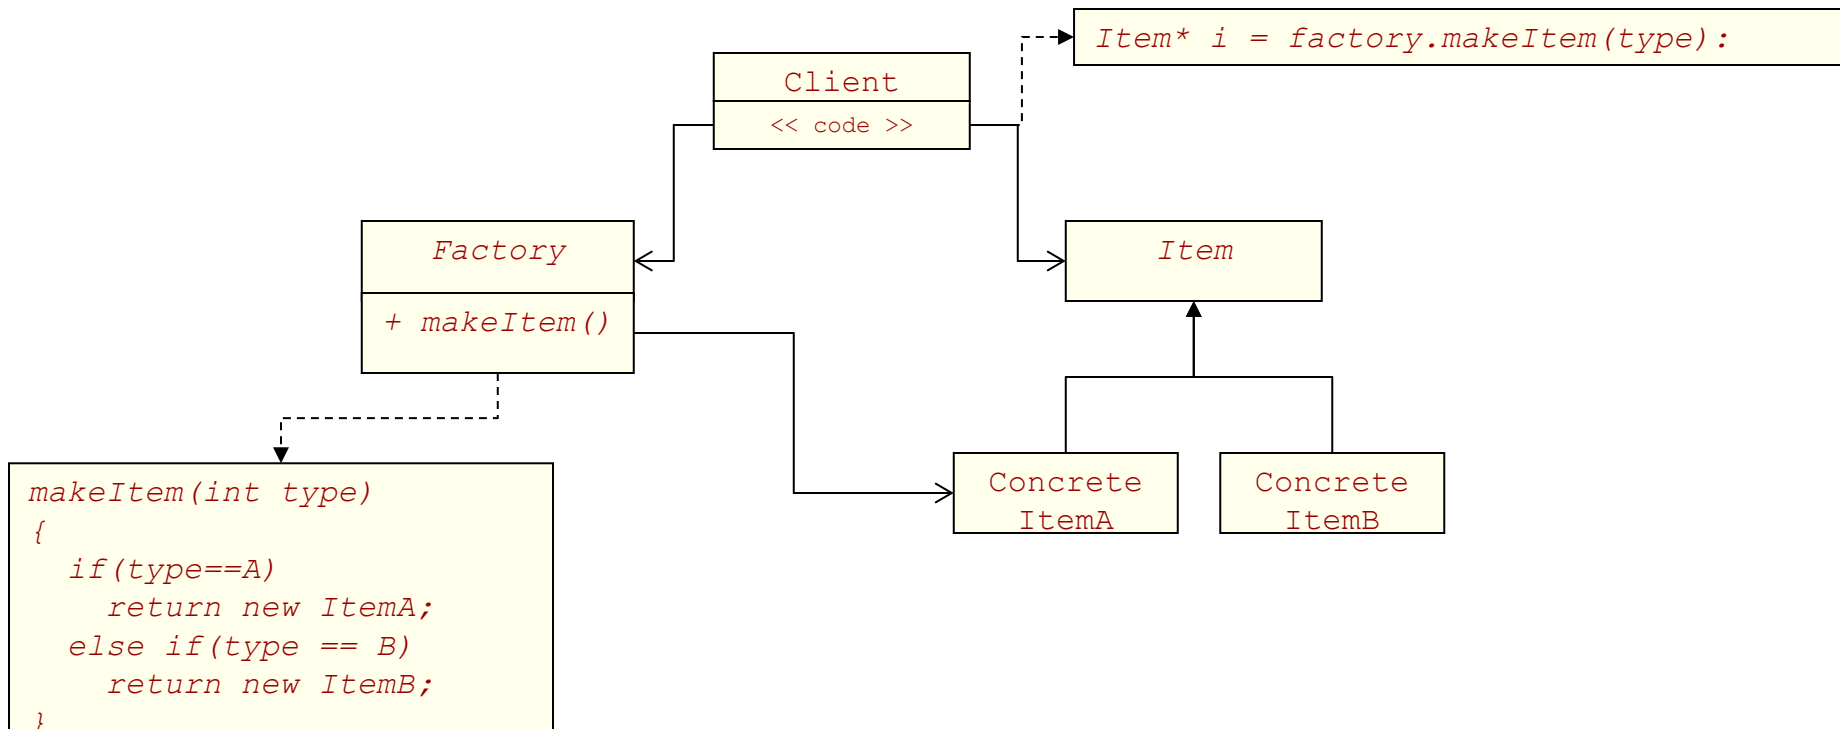 Item* i = factory.makeItem(type):
Client
<< code >>
Factory
+ makeItem()
Item
Concrete
ItemA
Concrete
ItemB
makeItem(int type)
{
if(type==A)
return new ItemA;
else if(type == B)
return new ItemB;
}